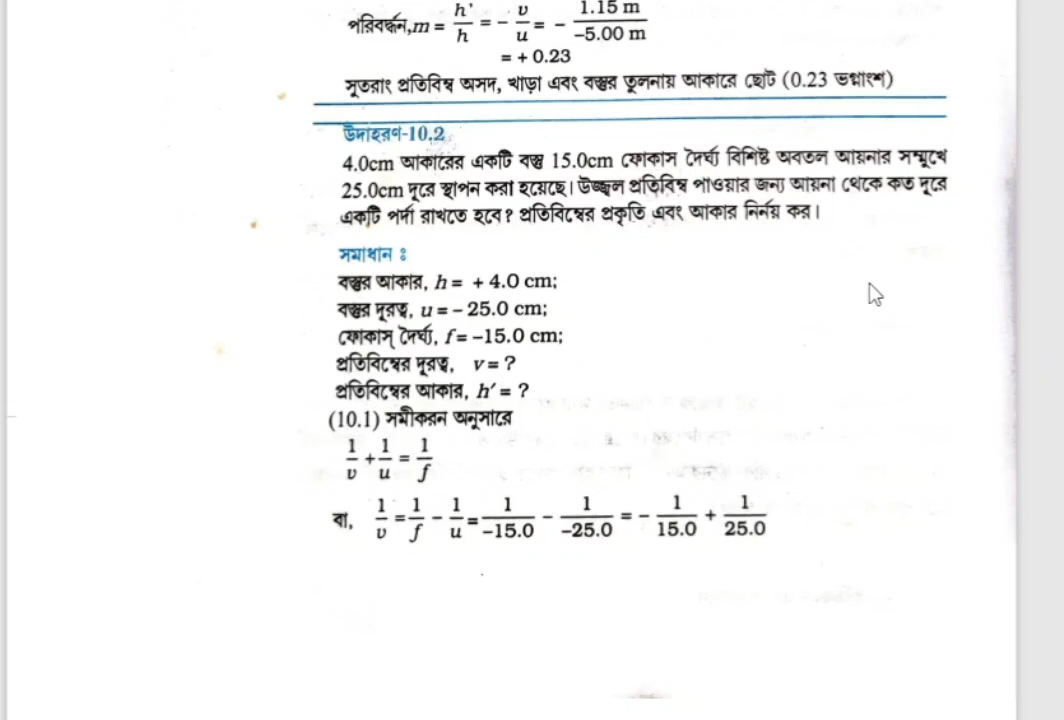 পরিবর্দ্ধন, m = h'/h = - v/u = - 1.15 m/-5.00 m
= + 0.23
সূতরাং প্রতিবিম্ব অসদ, খাড়া এবং বস্তুর তুলনায় আকারে ছোট (0.23 ভগ্নাংশ)
উদাহরণ-10.2
4.0cm আকারের একটি বস্তু 15.0cm ফোকাস দৈর্ঘ্য বিশিষ্ট অবতল আয়নার সম্মুখে
25.0cm দূরে স্থাপন করা হয়েছে। উজ্জ্বল প্রতিবিম্ব পাওয়ার জন্য আয়না থেকে কত দূরে
একটি পর্দা রাখতে হবে? প্রতিবিম্বের প্রকৃতি এবং আকার নির্নয় কর।
সমাধান ঃ
বস্তুর আকার, h = + 4.0 cm;
বস্তুর দূরত্ব, u = – 25.0 cm;
ফোকাস্ দৈর্ঘ্য, f = –15.0 cm;
প্রতিবিম্বের দূরত্ব, v = ?
প্রতিবিম্বের আকার, h′ = ?
(10.1) সমীকরন অনুসারে
1/v + 1/u = 1/f
বা, 1/v = 1/f - 1/u = 1/-15.0 - 1/-25.0 = - 1/15.0 + 1/25.0